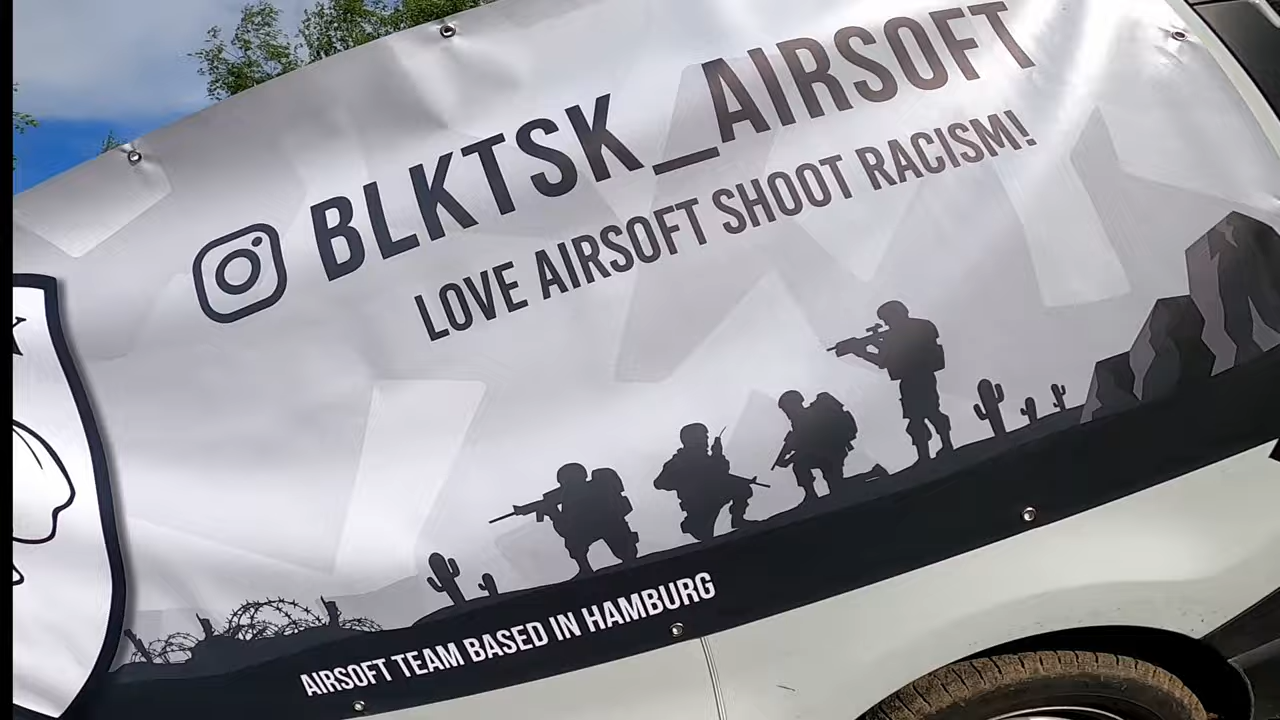 BLKTSK_AIRSOFT
LOVE AIRSOFT SHOOT RACISM!
AIRSOFT TEAM BASED IN HAMBURG